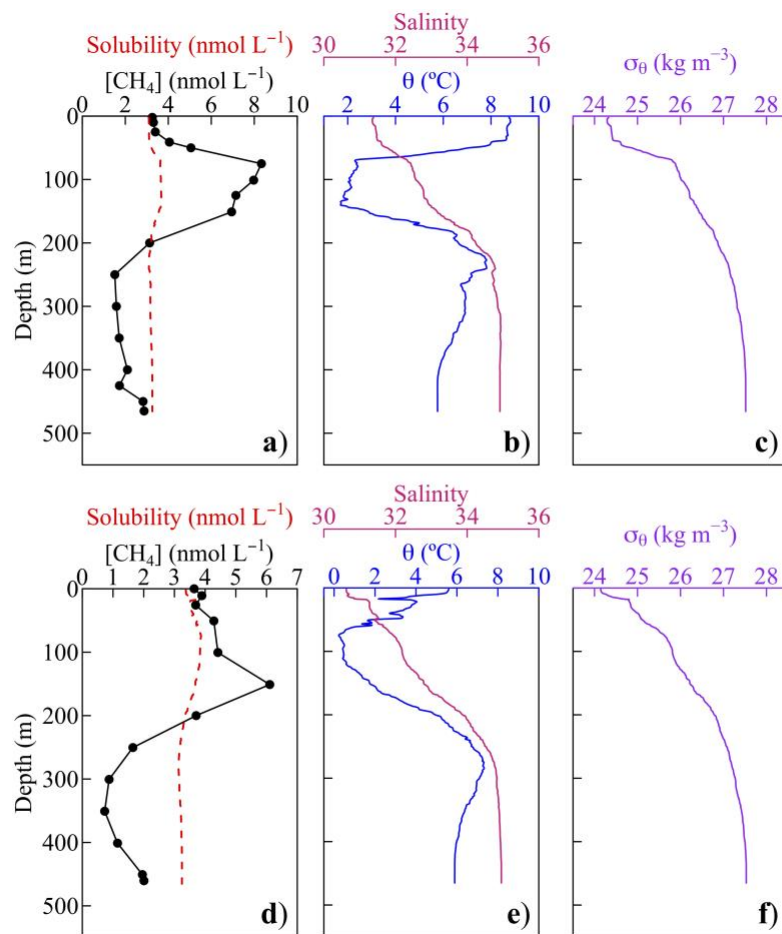 Salinity
30 32 34 36
Solubility (nmol L⁻¹)
[CH₄] (nmol L⁻¹)
θ (ºC)
σ_θ (kg m⁻³)
0 2 4 6 8 10
2 4 6 8 10
24 25 26 27 28
0
100
200
300
400
500
Depth (m)
a)
b)
c)
Salinity
30 32 34 36
Solubility (nmol L⁻¹)
[CH₄] (nmol L⁻¹)
θ (ºC)
σ_θ (kg m⁻³)
0 1 2 3 4 5 6 7
0 2 4 6 8 10
24 25 26 27 28
0
100
200
300
400
500
Depth (m)
d)
e)
f)